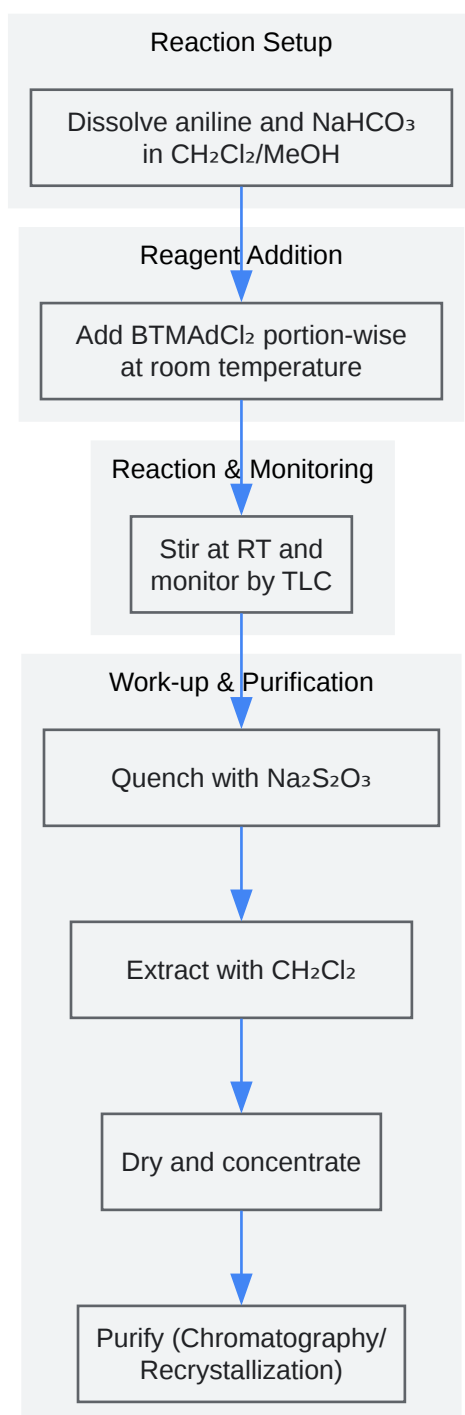 Reaction Setup
Dissolve aniline and NaHCO₃
in CH₂Cl₂/MeOH
Reagent Addition
Add BTMAdCl₂ portion-wise
at room temperature
Reaction & Monitoring
Stir at RT and
monitor by TLC
Work-up & Purification
Quench with Na₂S₂O₃
Extract with CH₂Cl₂
Dry and concentrate
Purify (Chromatography/
Recrystallization)